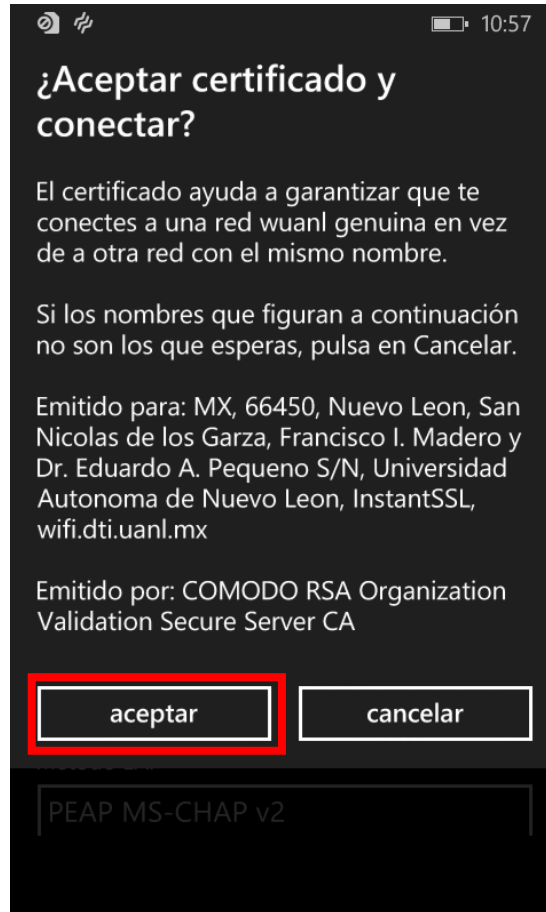 10:57
¿Aceptar certificado y
conectar?
El certificado ayuda a garantizar que te
conectes a una red wuanl genuina en vez
de a otra red con el mismo nombre.
Si los nombres que figuran a continuación
no son los que esperas, pulsa en Cancelar.
Emitido para: MX, 66450, Nuevo Leon, San
Nicolas de los Garza, Francisco I. Madero y
Dr. Eduardo A. Pequeno S/N, Universidad
Autonoma de Nuevo Leon, InstantSSL,
wifi.dti.uanl.mx
Emitido por: COMODO RSA Organization
Validation Secure Server CA
aceptar
cancelar
PEAP MS-CHAP v2